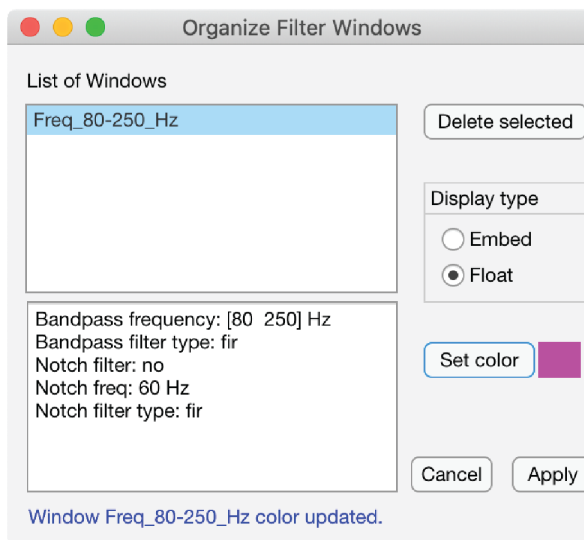 Organize Filter Windows
List of Windows
Freq_80-250_Hz
Delete selected
Display type
Embed
Float
Bandpass frequency: [80  250] Hz
Bandpass filter type: fir
Notch filter: no
Notch freq: 60 Hz
Notch filter type: fir
Set color
Cancel
Apply
Window Freq_80-250_Hz color updated.